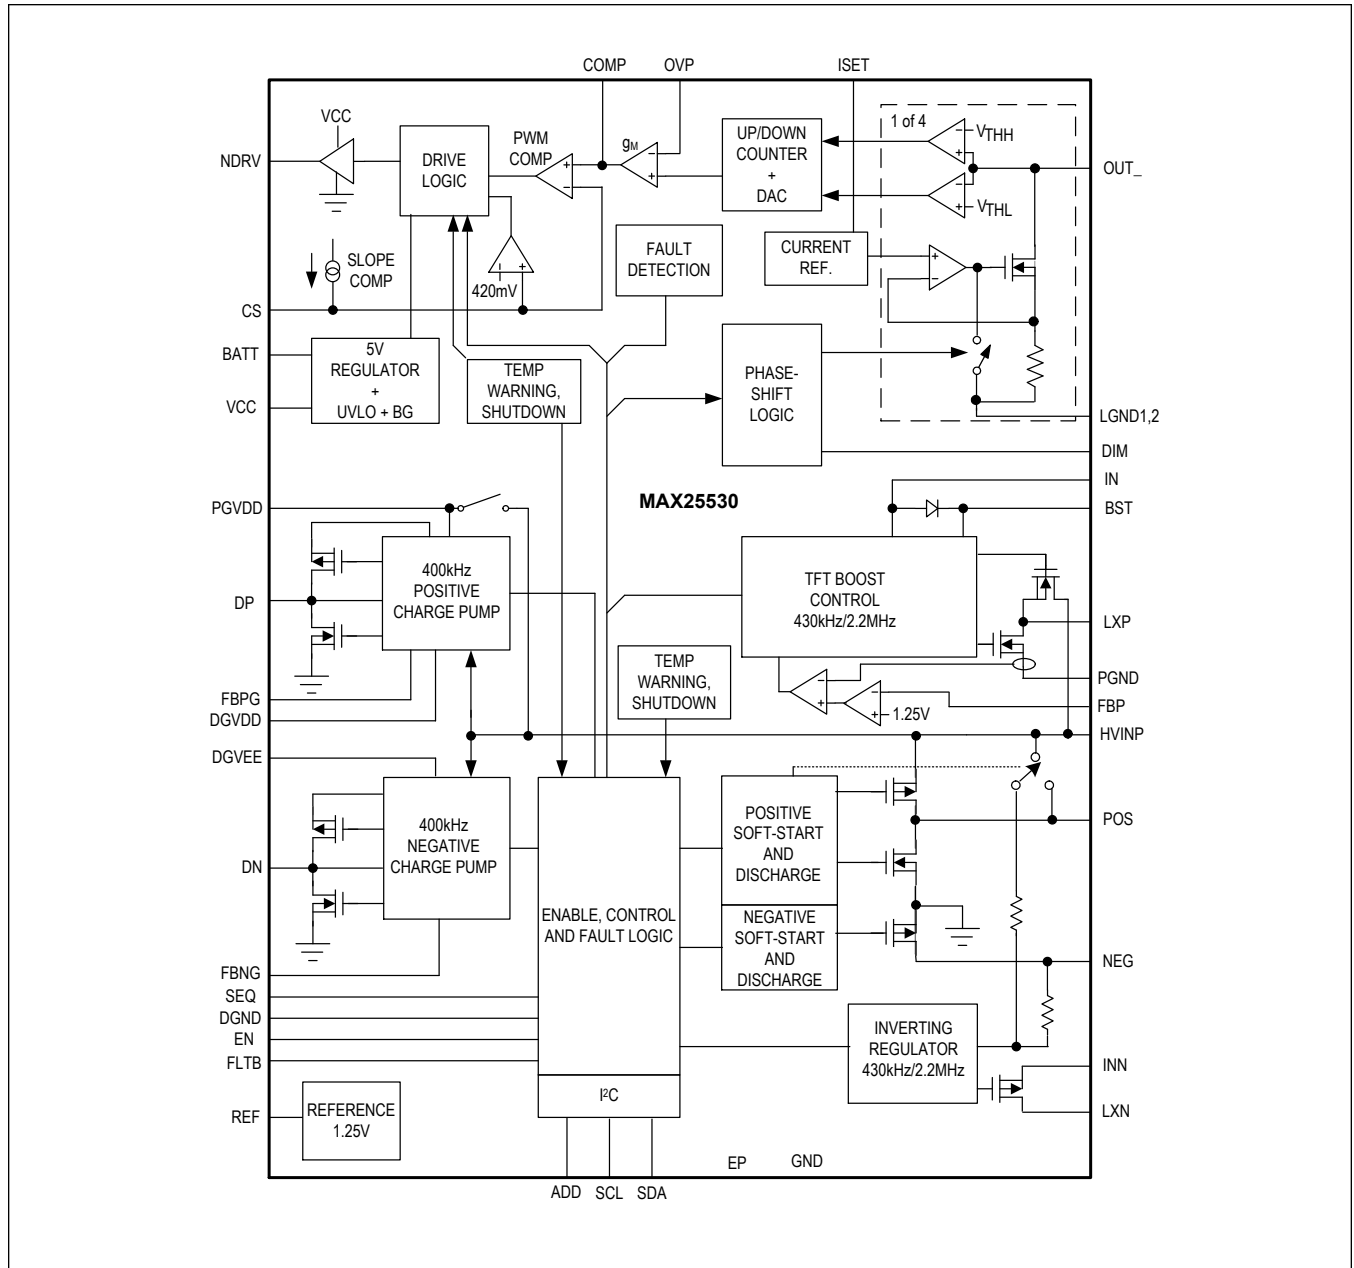 COMP
OVP
ISET
VCC
NDRV
DRIVE
LOGIC
PWM
COMP
+
−
gM
−
+
UP/DOWN
COUNTER
+
DAC
1 of 4
−
+
VTHH
−
+
VTHL
OUT_
SLOPE
COMP
420mV
−
+
CS
FAULT
DETECTION
CURRENT
REF.
+
−
BATT
VCC
5V
REGULATOR
+
UVLO + BG
TEMP
WARNING,
SHUTDOWN
PHASE-
SHIFT
LOGIC
LGND1,2
DIM
IN
BST
MAX25530
PGVDD
400kHz
POSITIVE
CHARGE PUMP
DP
FBPG
DGVDD
TFT BOOST
CONTROL
430kHz/2.2MHz
LXP
PGND
FBP
HVINP
−
+
−
+
1.25V
TEMP
WARNING,
SHUTDOWN
DGVEE
400kHz
NEGATIVE
CHARGE PUMP
DN
FBNG
SEQ
DGND
EN
FLTB
ENABLE, CONTROL
AND FAULT LOGIC
I²C
POSITIVE
SOFT-START
AND
DISCHARGE
NEGATIVE
SOFT-START
AND
DISCHARGE
POS
NEG
INVERTING
REGULATOR
430kHz/2.2MHz
INN
LXN
REF
REFERENCE
1.25V
EP
GND
ADD
SCL
SDA